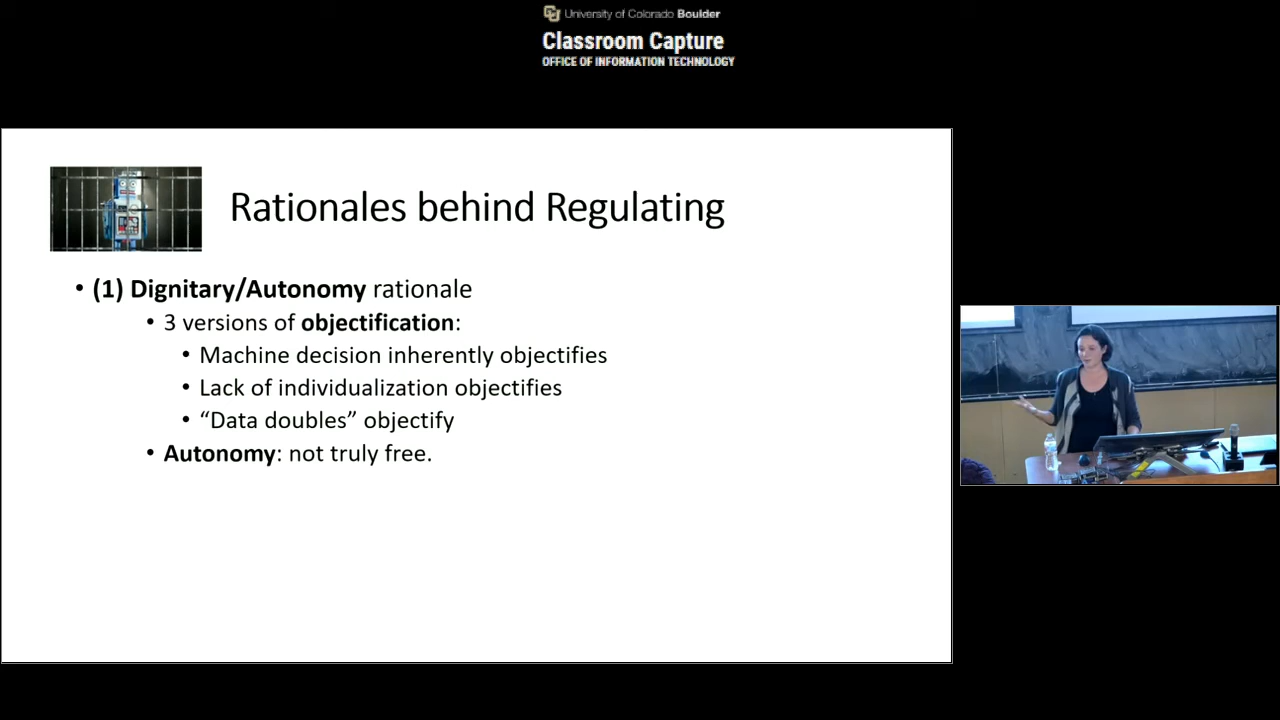 University of Colorado Boulder
Classroom Capture
OFFICE OF INFORMATION TECHNOLOGY
Rationales behind Regulating
• (1) Dignitary/Autonomy rationale
• 3 versions of objectification:
• Machine decision inherently objectifies
• Lack of individualization objectifies
• “Data doubles” objectify
• Autonomy: not truly free.